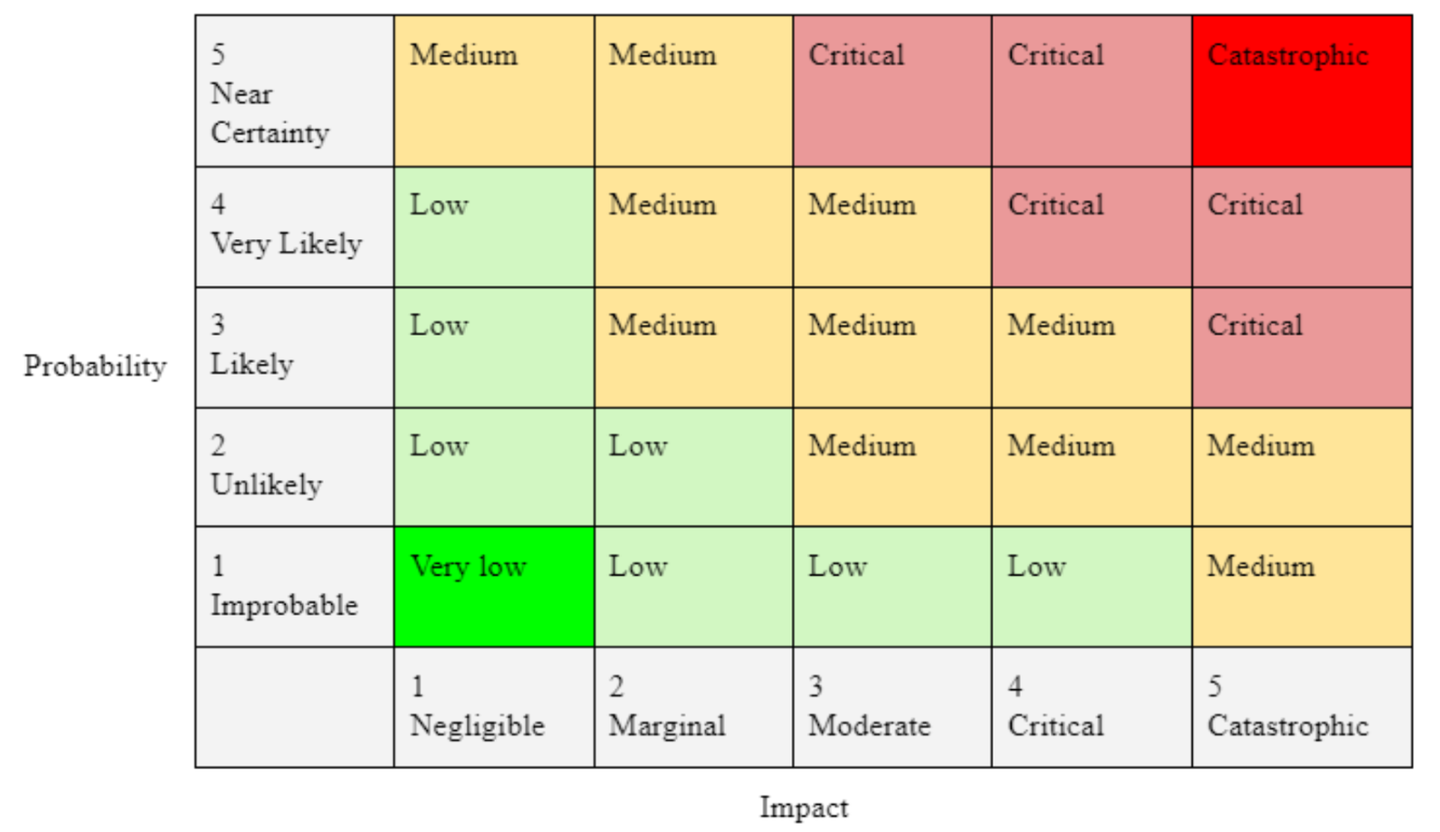 5
Near
Certainty
Medium
Medium
Critical
Critical
Catastrophic
4
Very Likely
Low
Medium
Medium
Critical
Critical
Probability
3
Likely
Low
Medium
Medium
Medium
Critical
2
Unlikely
Low
Low
Medium
Medium
Medium
1
Improbable
Very low
Low
Low
Low
Medium
1
Negligible
2
Marginal
3
Moderate
4
Critical
5
Catastrophic
Impact